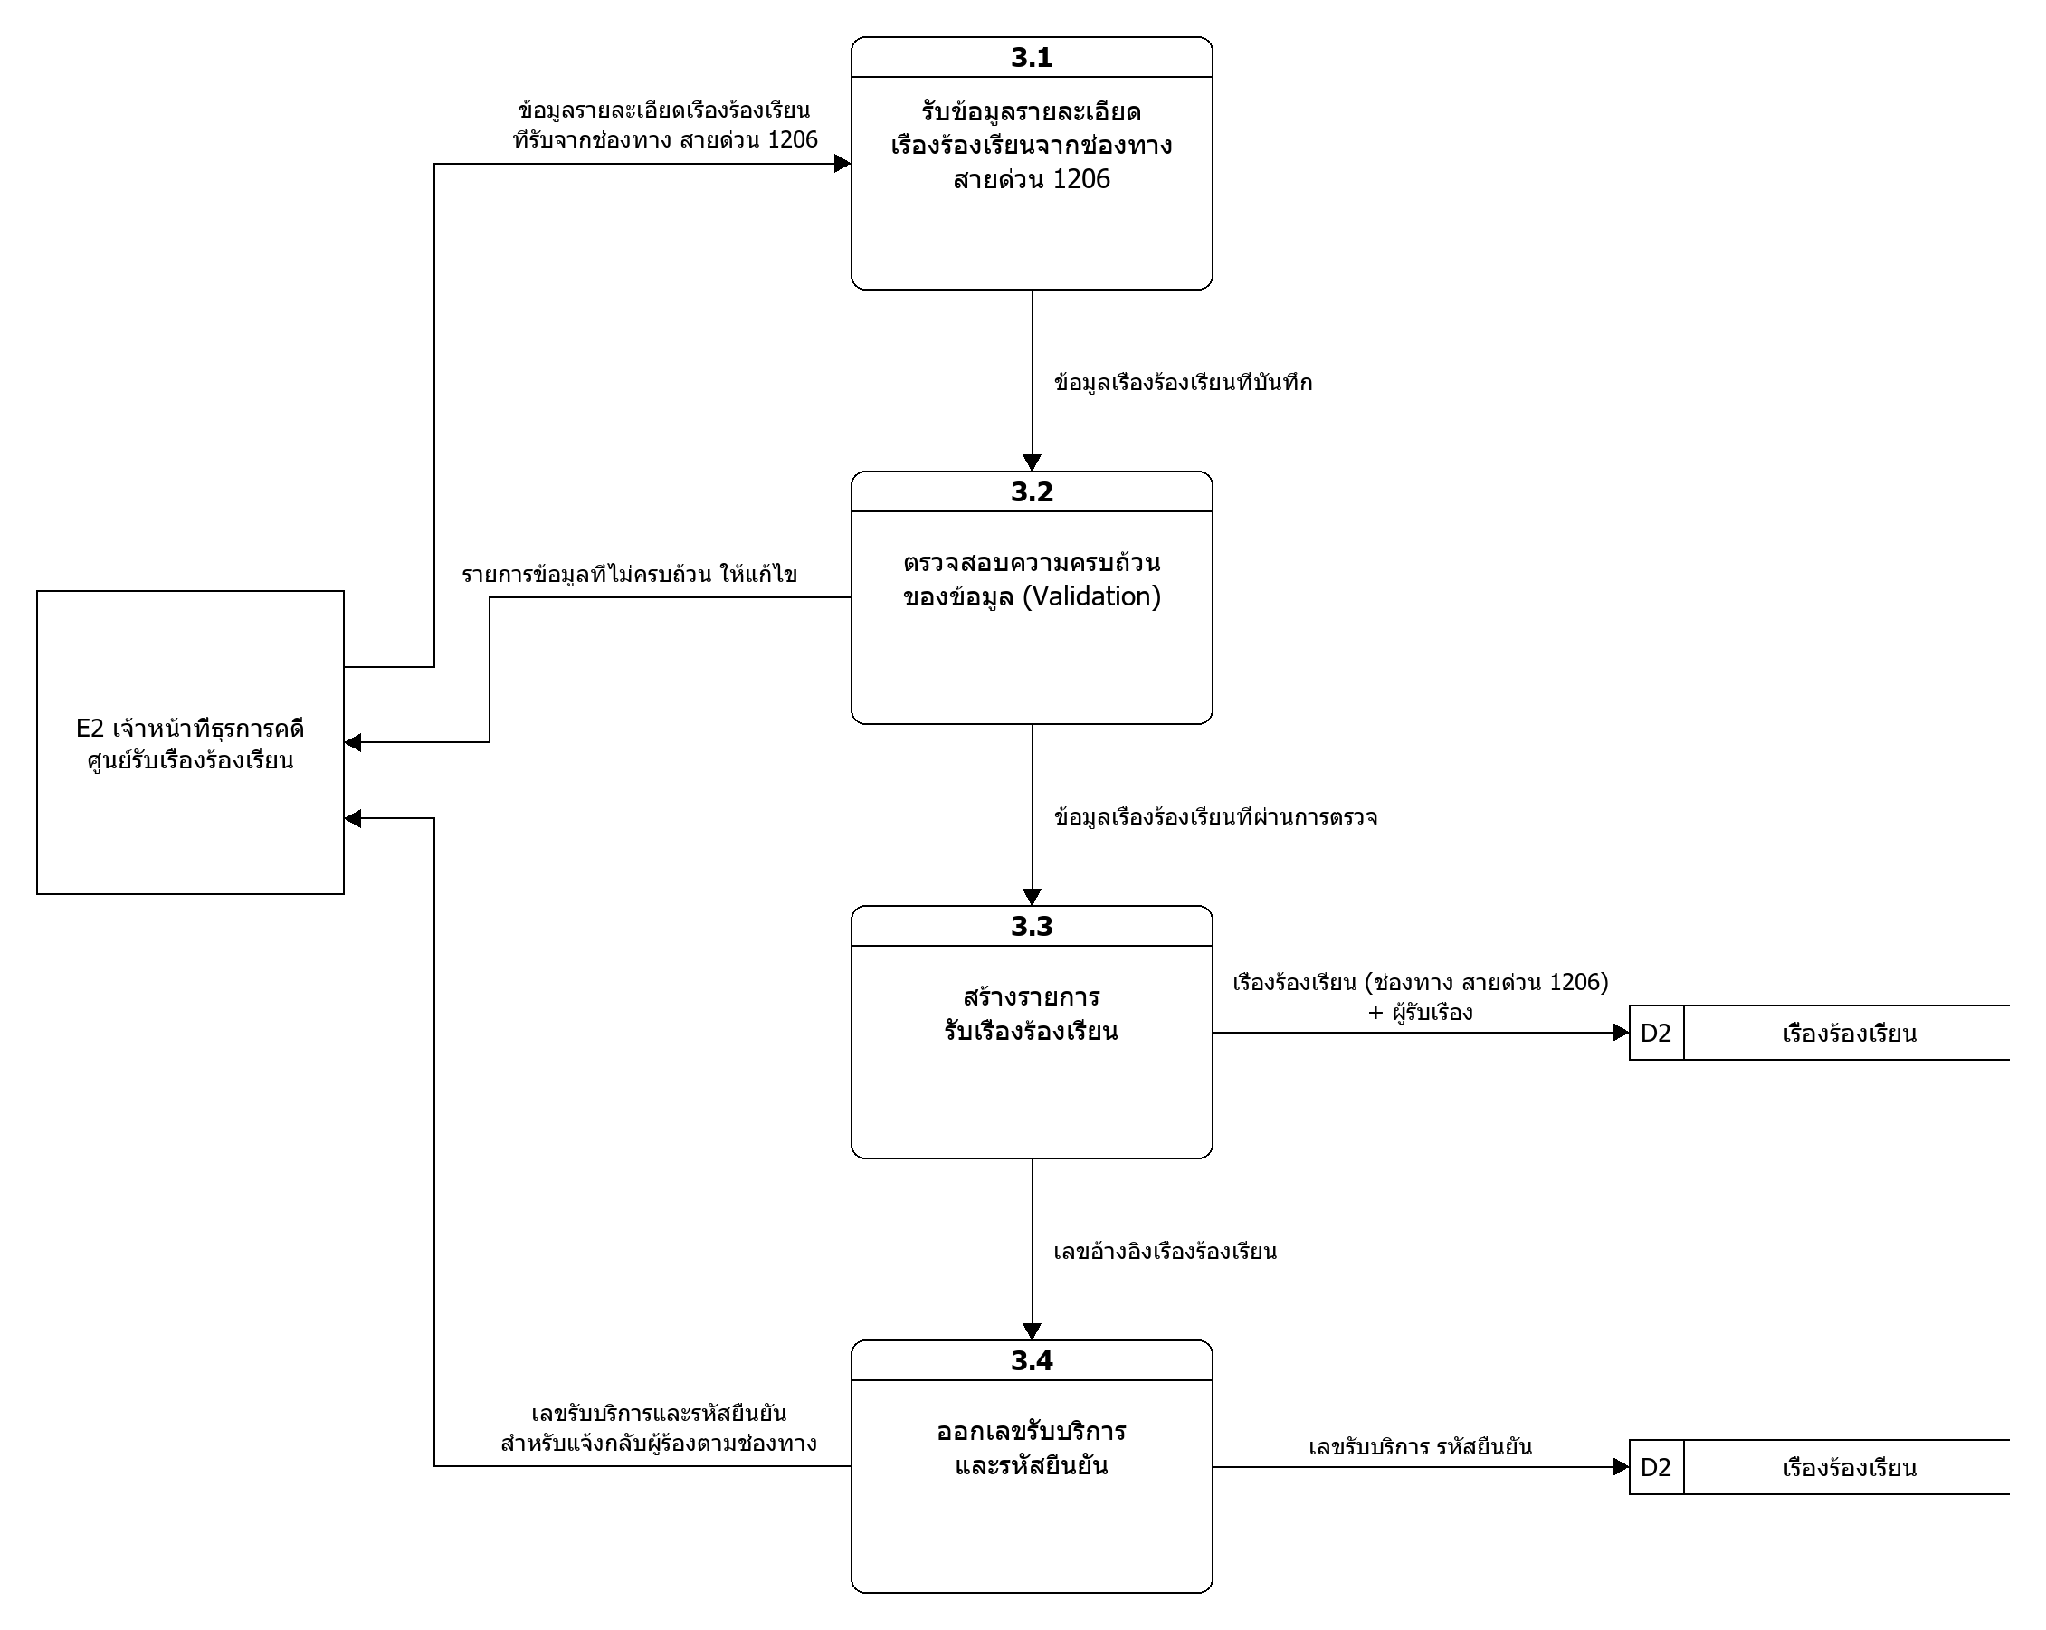 3.1
รับข้อมูลรายละเอียด
เรื่องร้องเรียนจากช่องทาง
สายด่วน 1206
ข้อมูลรายละเอียดเรื่องร้องเรียน
ที่รับจากช่องทาง สายด่วน 1206
ข้อมูลเรื่องร้องเรียนที่บันทึก
3.2
ตรวจสอบความครบถ้วน
ของข้อมูล (Validation)
รายการข้อมูลที่ไม่ครบถ้วน ให้แก้ไข
E2 เจ้าหน้าที่ธุรการคดี
ศูนย์รับเรื่องร้องเรียน
ข้อมูลเรื่องร้องเรียนที่ผ่านการตรวจ
3.3
สร้างรายการ
รับเรื่องร้องเรียน
เรื่องร้องเรียน (ช่องทาง สายด่วน 1206)
+ ผู้รับเรื่อง
D2 เรื่องร้องเรียน
เลขอ้างอิงเรื่องร้องเรียน
3.4
ออกเลขรับบริการ
และรหัสยืนยัน
เลขรับบริการและรหัสยืนยัน
สำหรับแจ้งกลับผู้ร้องตามช่องทาง
เลขรับบริการ รหัสยืนยัน
D2 เรื่องร้องเรียน